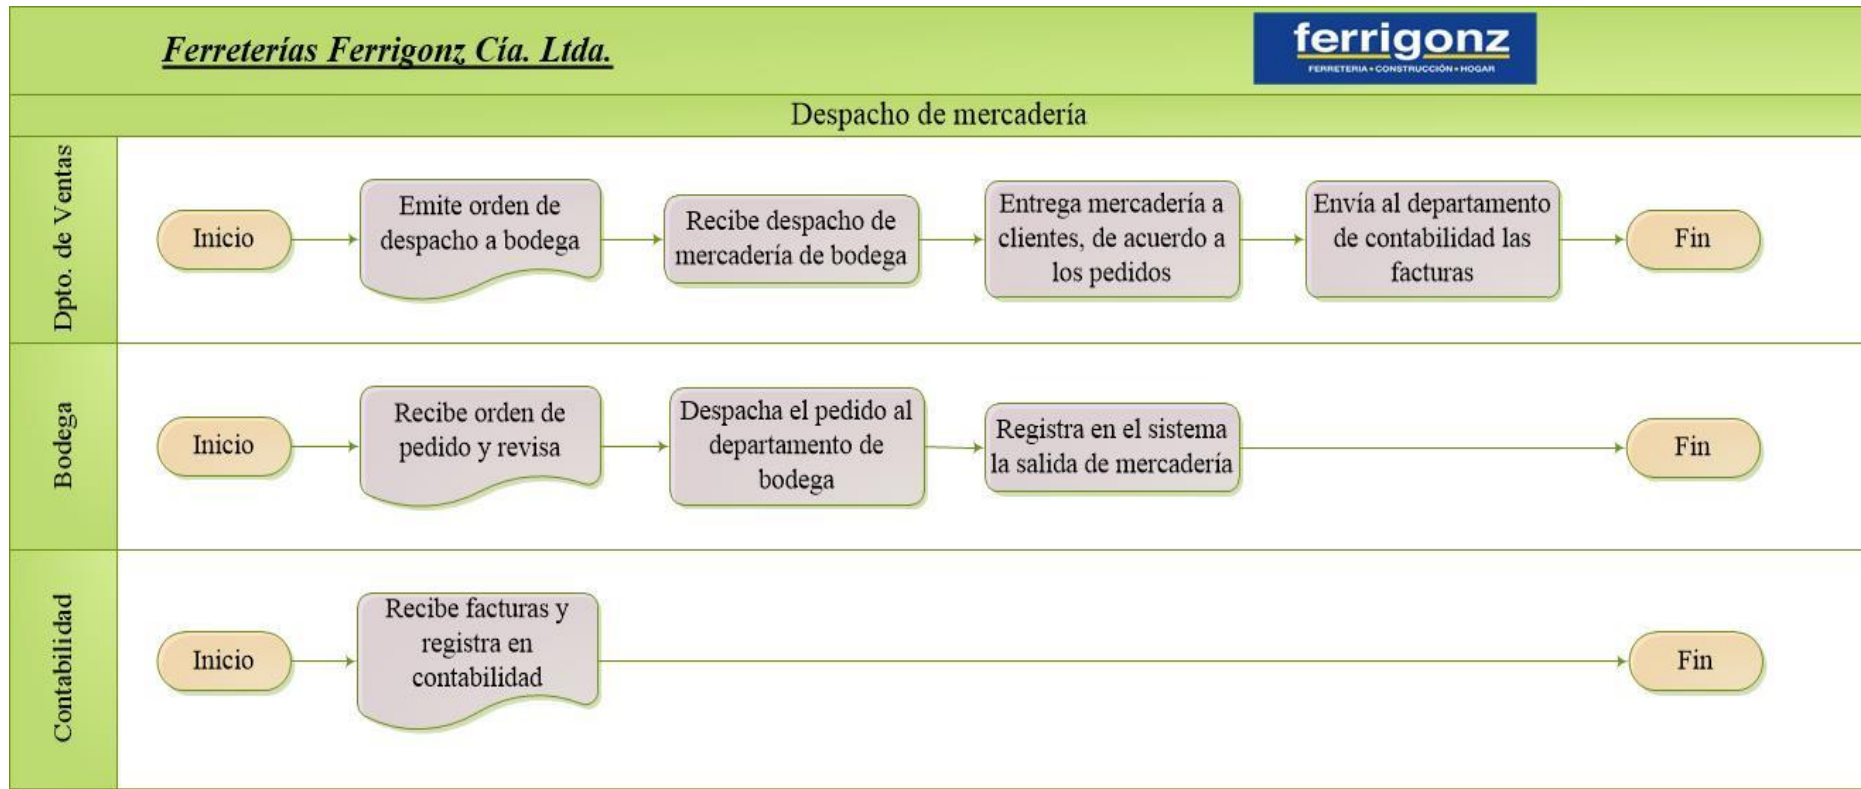 Ferreterías Ferrigonz Cía. Ltda.
ferrigonz
FERRETERIA • CONSTRUCCIÓN • HOGAR
Despacho de mercadería
Dpto. de Ventas
Inicio
Emite orden de
despacho a bodega
Recibe despacho de
mercadería de bodega
Entrega mercadería a
clientes, de acuerdo a
los pedidos
Envía al departamento
de contabilidad las
facturas
Fin
Bodega
Inicio
Recibe orden de
pedido y revisa
Despacha el pedido al
departamento de
bodega
Registra en el sistema
la salida de mercadería
Fin
Contabilidad
Inicio
Recibe facturas y
registra en
contabilidad
Fin